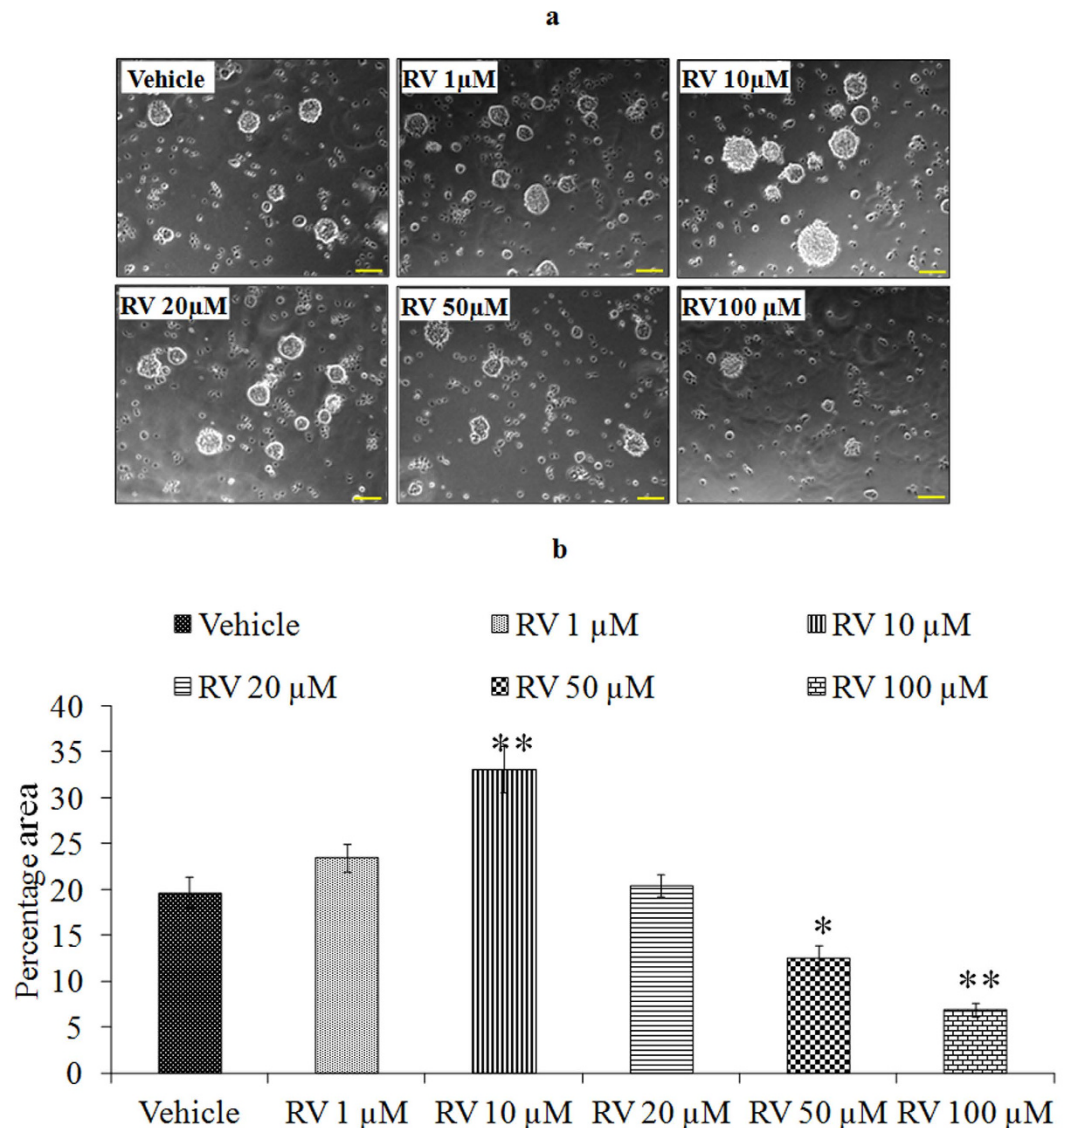 a
Vehicle
RV 1μM
RV 10μM
RV 20μM
RV 50μM
RV100 μM
b
Vehicle
RV 1 μM
RV 10 μM
RV 20 μM
RV 50 μM
RV 100 μM
40
35
30
25
20
15
10
5
0
Percentage area
**
*
**
Vehicle
RV 1 μM
RV 10 μM
RV 20 μM
RV 50 μM
RV 100 μM